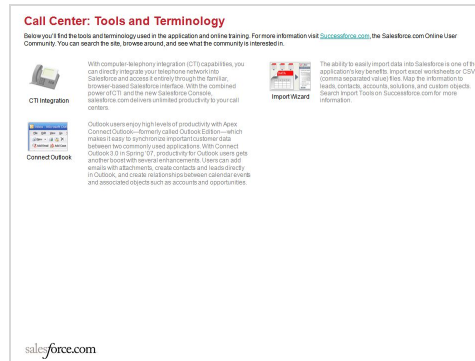 Call Center: Tools and Terminology
Below you'll find the tools and terminology used in the application and online training. For more information visit Successforce.com, the Salesforce.com Online User
Community. You can search the site, browse around, and see what the community is interested in.
CTI Integration
With computer-telephony integration (CTI) capabilities, you
can directly integrate your telephone network into
Salesforce and access it entirely through the familiar,
browser-based Salesforce interface. With the combined
power of CTI and the new Salesforce Console,
salesforce.com delivers unlimited productivity to your call
centers.
Connect Outlook
Outlook users enjoy high levels of productivity with Apex
Connect Outlook—formerly called Outlook Edition—which
makes it easy to synchronize important customer data
between two commonly used applications. With Connect
Outlook 3.0 in Spring '07, productivity for Outlook users gets
another boost with several enhancements. Users can add
emails with attachments, create contacts and leads directly
in Outlook, and create relationships between calendar events
and associated objects such as accounts and opportunities.
Import Wizard
The ability to easily import data into Salesforce is one of th
application's key benefits. Import excel worksheets or CSV
(comma separated value) files. Map the information to
leads, contacts, accounts, solutions, and custom objects.
Search Import Tools on Successforce.com for more
information.
salesforce.com